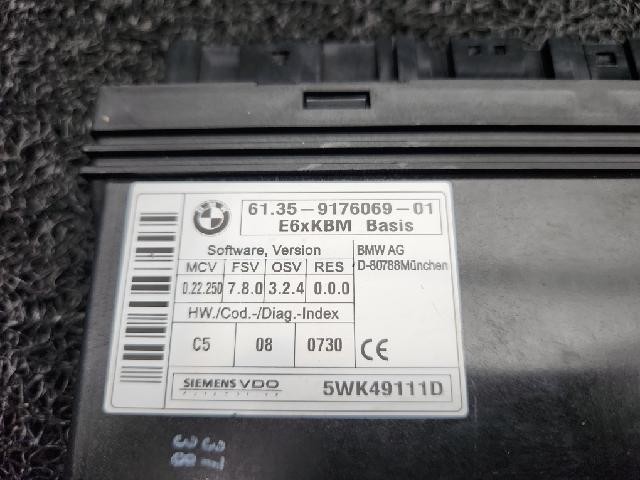 BMW
61.35-9176069-01
E6xKBM Basis
Software, Version
MCV FSV OSV RES
0.22.250 7.8.0 3.2.4 0.0.0
BMW AG
D-80788München
HW./Cod.-/Diag.-Index
C5 08 0730
CE
SIEMENS VDO
5WK49111D